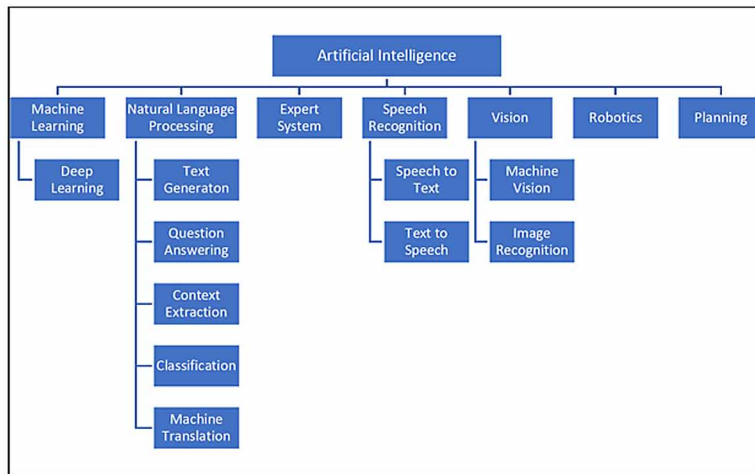 Artificial Intelligence
Machine
Learning
Natural Language
Processing
Expert
System
Speech
Recognition
Vision
Robotics
Planning
Deep
Learning
Text
Generaton
Question
Answering
Context
Extraction
Classification
Machine
Translation
Speech to
Text
Text to
Speech
Machine
Vision
Image
Recognition